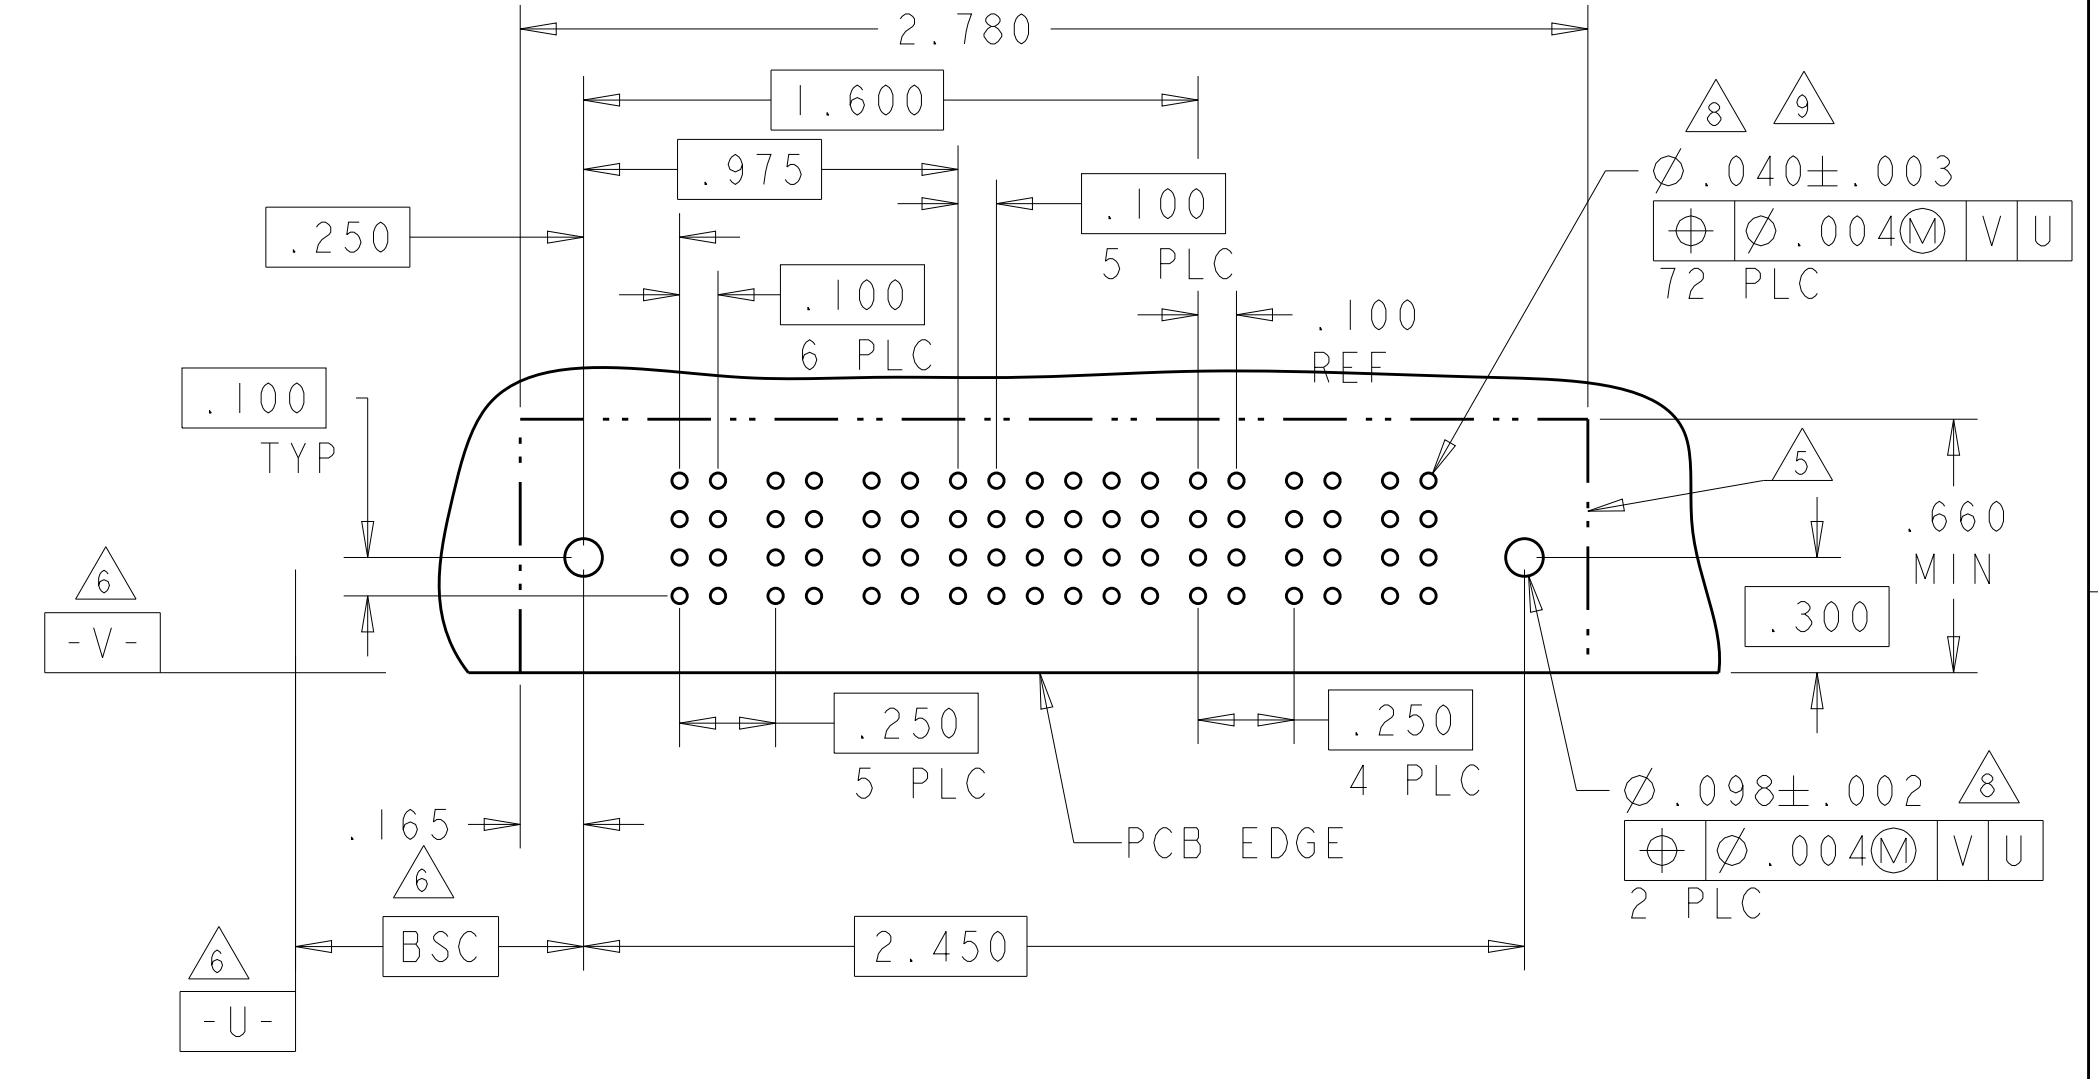 2.780
1.600
.975
.250
.100
5 PLC
.100
6 PLC
.100
REF
8
9
Ø.040±.003
⌖ Ø.004Ⓜ V U
72 PLC
.100
TYP
5
.660
MIN
.300
6
-V-
.250
5 PLC
.250
4 PLC
.165
PCB EDGE
Ø.098±.002
8
⌖ Ø.004Ⓜ V U
2 PLC
6
BSC
2.450
6
-U-